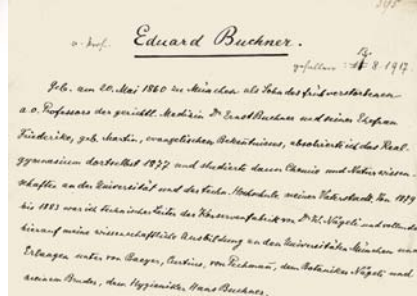 395
a. o. Prof.
Eduard Buchner.
13.
gefallen 8.1917
Geb. am 20. Mai 1860 zu München als Sohn des früh verstorbenen
a. o. Professors der gerichtl. Medizin Dr Ernst Buchner und seiner Ehefrau
Friederike, geb. Martin, evangelischen Bekenntnisses, absolvierte ich das Real-
gymnasium dortselbst 1877 und studierte dann Chemie und Naturwissen-
schaften an der Universität und der techn. Hochschule meiner Vaterstadt. Von 1879
bis 1883 war ich technischer Leiter der Konservenfabrik von Dr Th. Nägeli und vollendete
hierauf meine wissenschaftliche Ausbildung an den Universitäten München und
Erlangen unter von Baeyer, Curtius, von Pechmann, dem Botaniker Nägeli und
meinem Bruder, dem Hygieniker Hans Buchner.